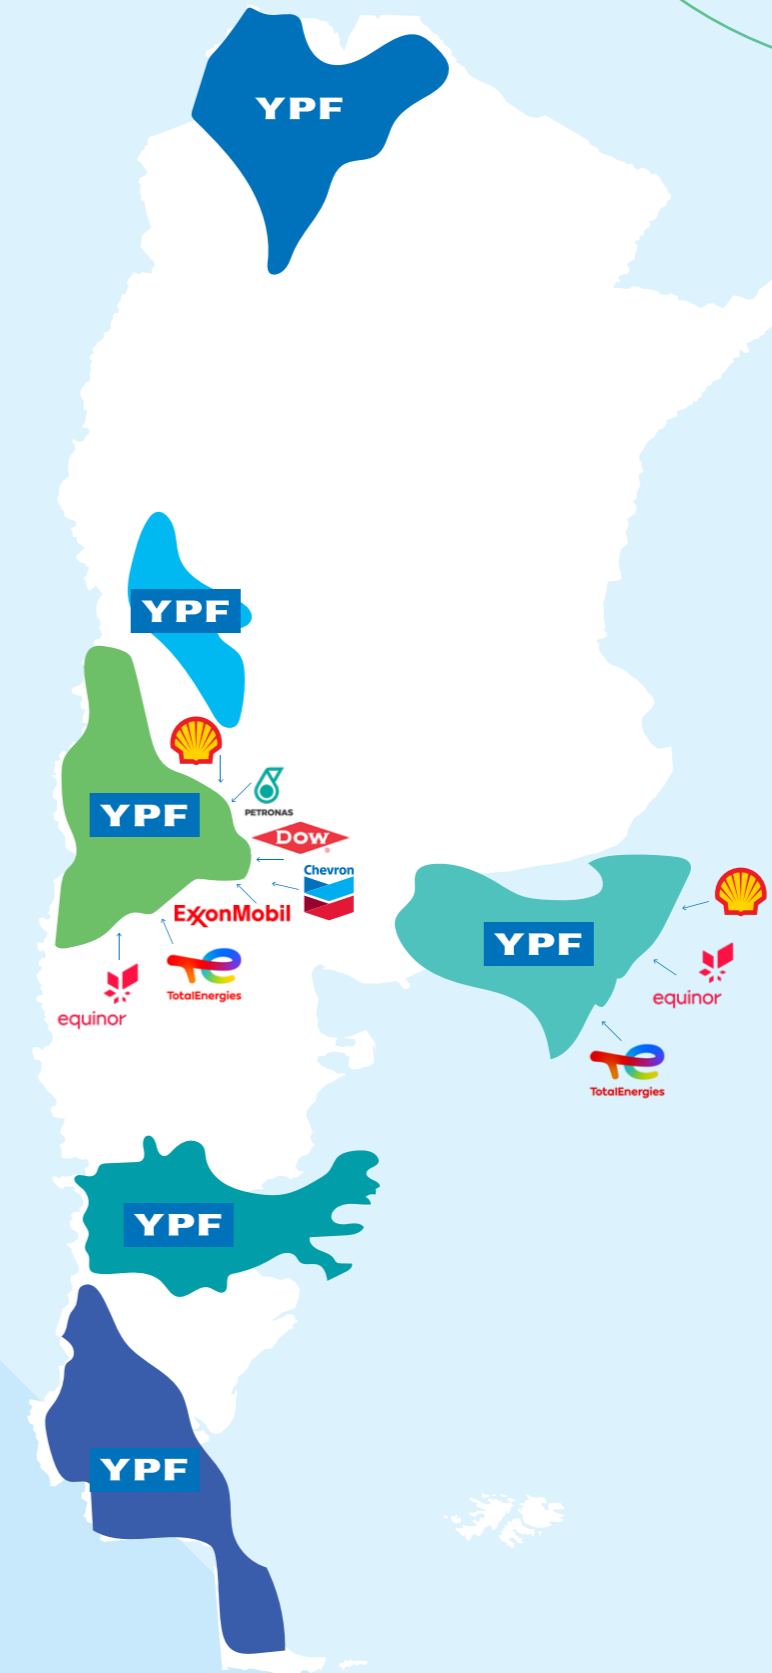 YPF
YPF
YPF
PETRONAS
DOW
Chevron
ExxonMobil
TotalEnergies
equinor
YPF
equinor
TotalEnergies
YPF
YPF